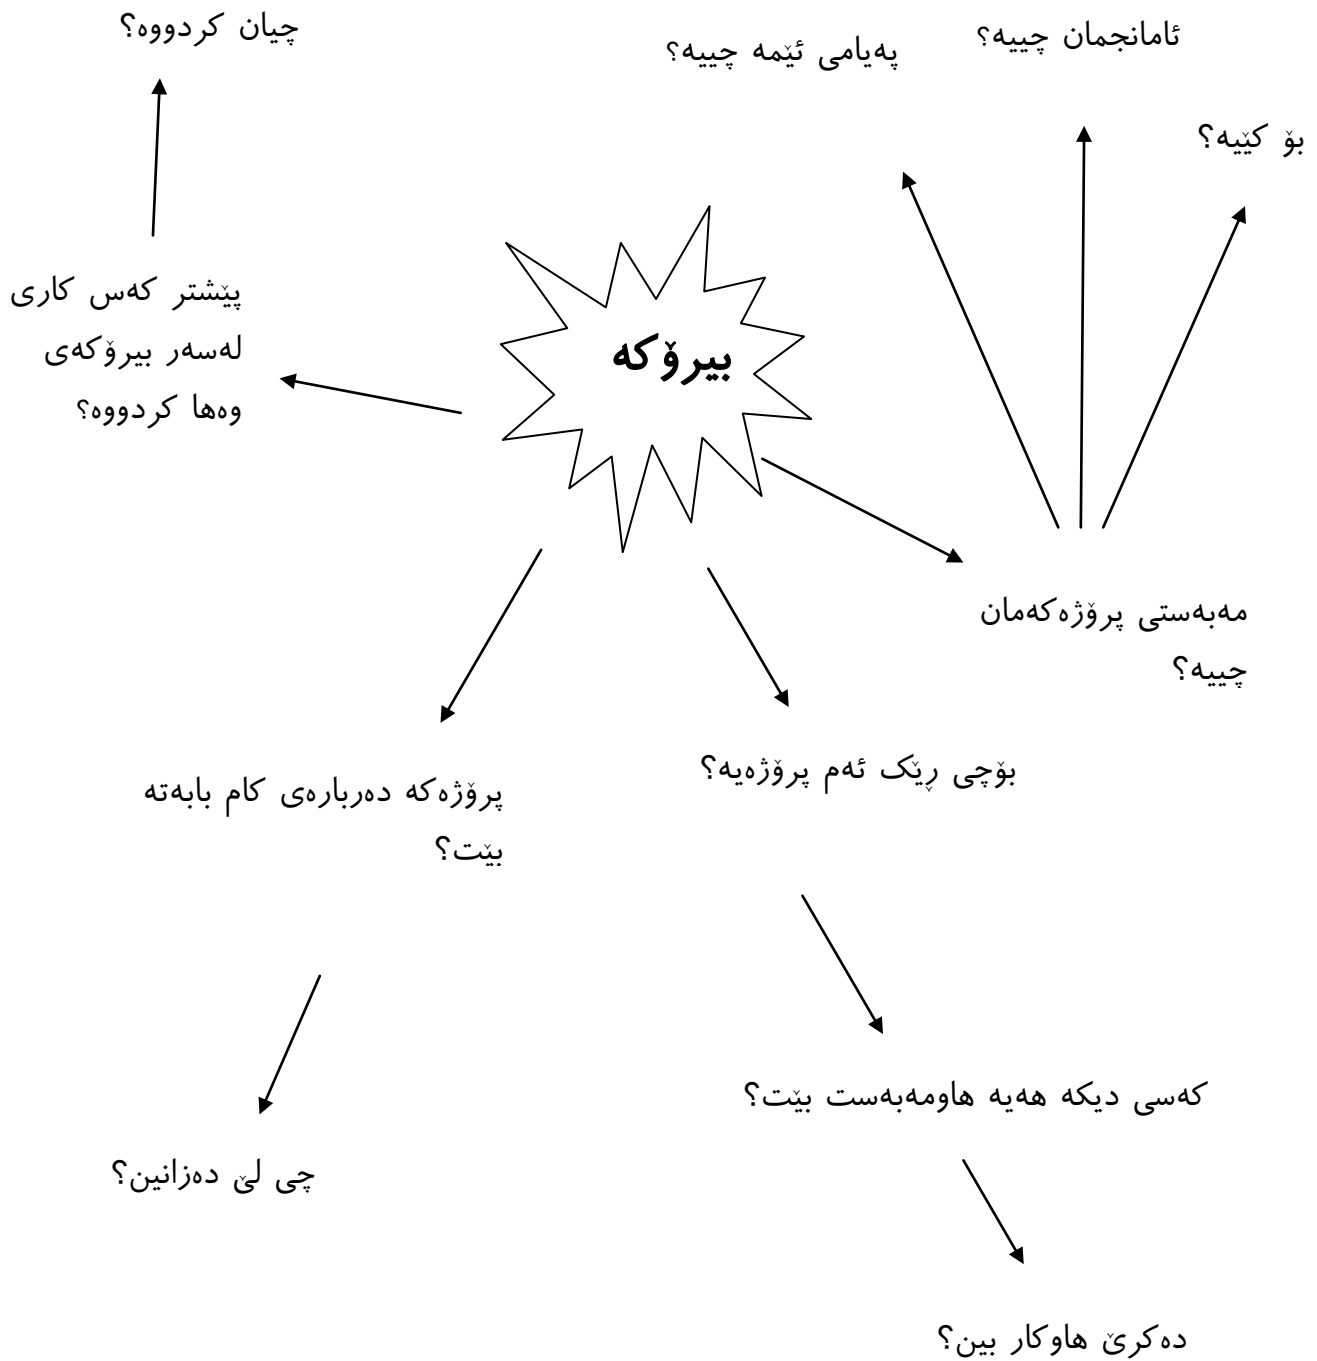 چیان کردووە؟
پەیامی ئێمە چییە؟
ئامانجمان چییە؟
بۆ کێیە؟
پێشتر کەس کاری
لەسەر بیرۆکەی
وەها کردووە؟
بیرۆکە
مەبەستی پرۆژەکەمان
چییە؟
بۆچی ڕێک ئەم پرۆژەیە؟
پرۆژەکە دەربارەی کام بابەتە
بێت؟
کەسی دیکە هەیە هاومەبەست بێت؟
چی لێ دەزانین؟
دەکرێ هاوکار بین؟